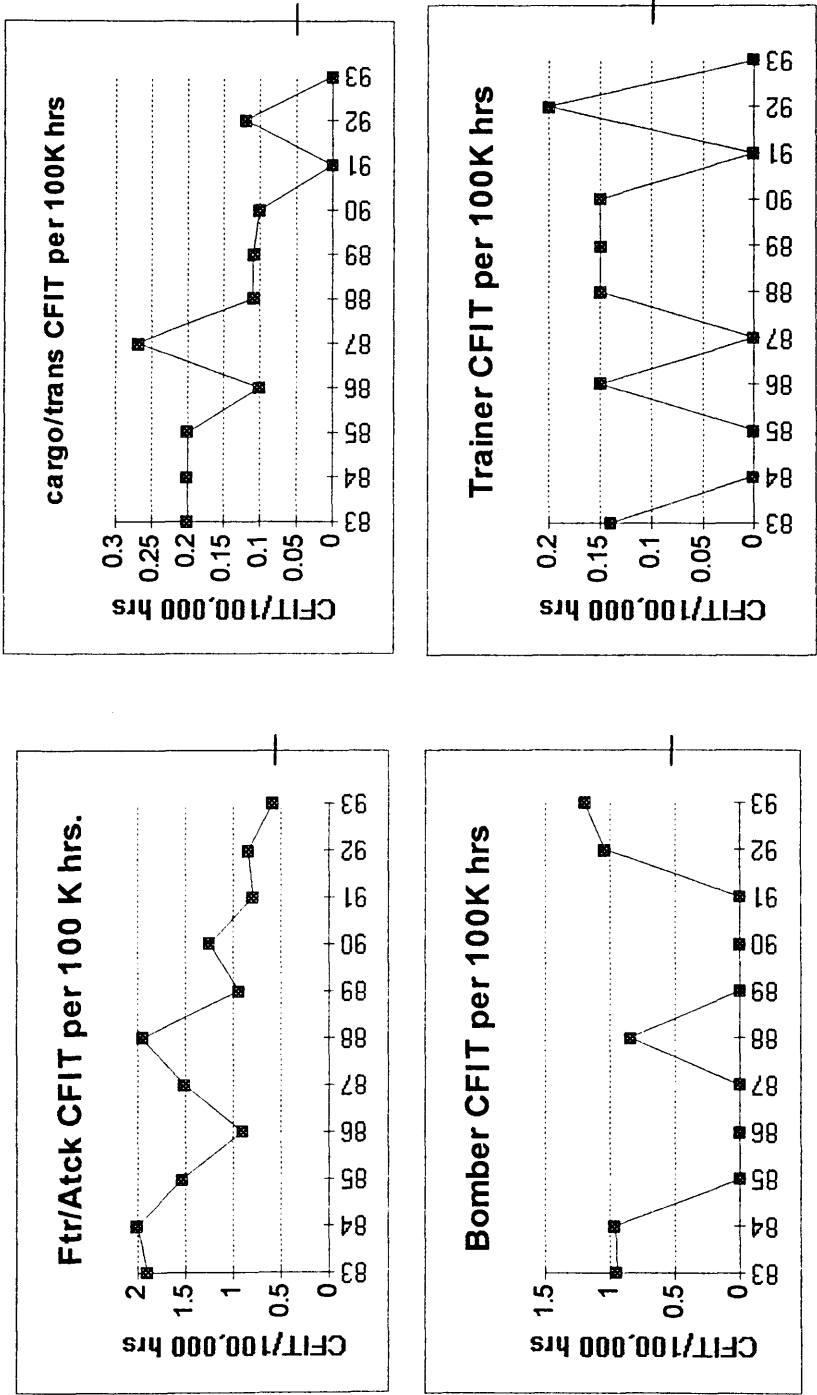 Ftr/Atck CFIT per 100 K hrs.
CFIT/100,000 hrs
2
1.5
1
0.5
0
83 84 85 86 87 88 89 90 91 92 93
cargo/trans CFIT per 100K hrs
CFIT/100,000 hrs
0.3
0.25
0.2
0.15
0.1
0.05
0
83 84 85 86 87 88 89 90 91 92 93
Bomber CFIT per 100K hrs
CFIT/100,000 hrs
1.5
1
0.5
0
83 84 85 86 87 88 89 90 91 92 93
Trainer CFIT per 100K hrs
CFIT/100,000 hrs
0.2
0.15
0.1
0.05
0
83 84 85 86 87 88 89 90 91 92 93